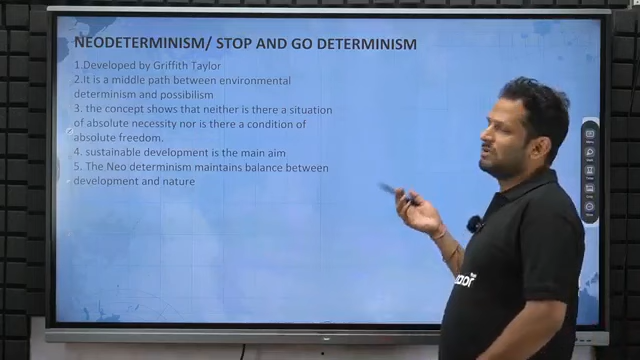 NEODETERMINISM/ STOP AND GO DETERMINISM
1.Developed by Griffith Taylor
2.it is a middle path between environmental
determinism and possibilism
3. the concept shows that neither is there a situation
of absolute necessity nor is there a condition of
absolute freedom.
4. sustainable development is the main aim
5. The Neo determinism maintains balance between
development and nature